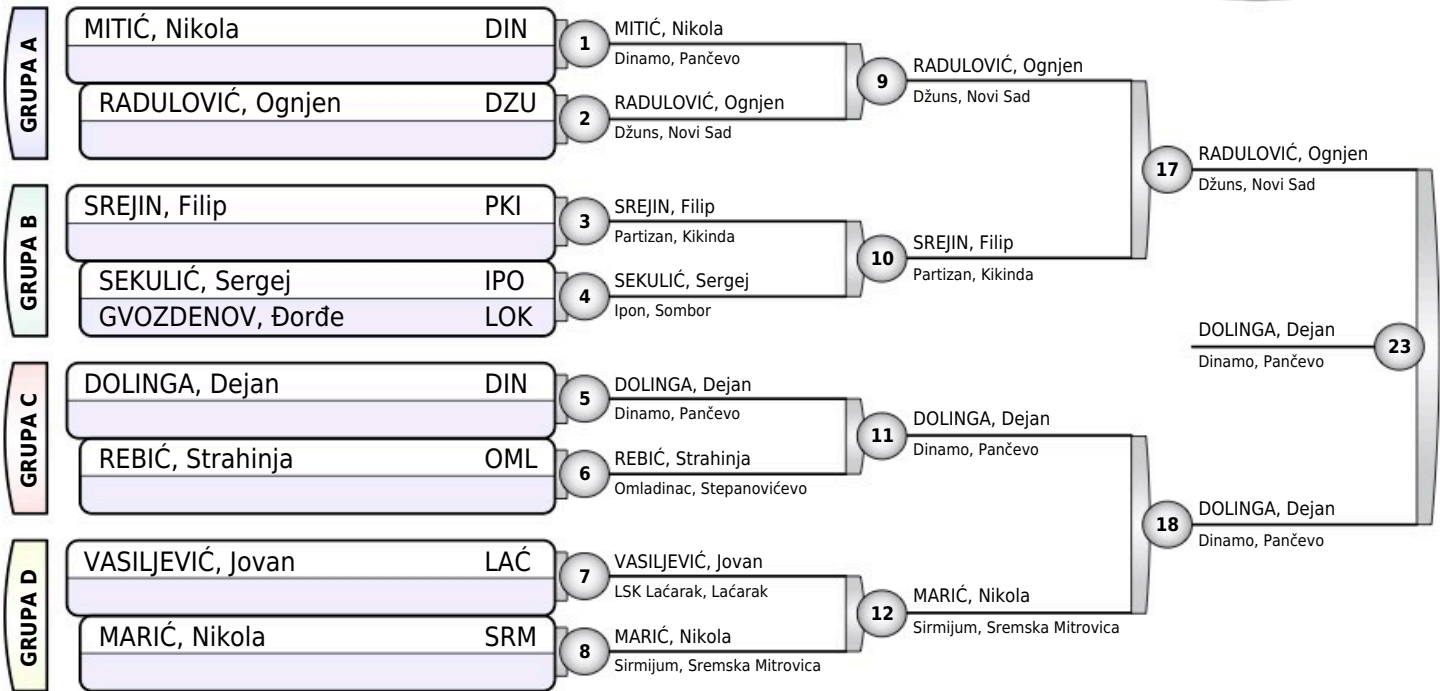 GRUPA A
MITIĆ, Nikola DIN
RADULOVIĆ, Ognjen DZU
GRUPA B
SREJIN, Filip PKI
SEKULIĆ, Sergej IPO
GVOZDENOV, Đorđe LOK
GRUPA C
DOLINGA, Dejan DIN
REBIĆ, Strahinja OML
GRUPA D
VASILJEVIĆ, Jovan LAĆ
MARIĆ, Nikola SRM
1
MITIĆ, Nikola
Dinamo, Pančevo
2
RADULOVIĆ, Ognjen
Džuns, Novi Sad
3
SREJIN, Filip
Partizan, Kikinda
4
SEKULIĆ, Sergej
Ipon, Sombor
5
DOLINGA, Dejan
Dinamo, Pančevo
6
REBIĆ, Strahinja
Omladinac, Stepanovićevo
7
VASILJEVIĆ, Jovan
LSK Laćarak, Laćarak
8
MARIĆ, Nikola
Sirmijum, Sremska Mitrovica
9
RADULOVIĆ, Ognjen
Džuns, Novi Sad
10
SREJIN, Filip
Partizan, Kikinda
11
DOLINGA, Dejan
Dinamo, Pančevo
12
MARIĆ, Nikola
Sirmijum, Sremska Mitrovica
17
RADULOVIĆ, Ognjen
Džuns, Novi Sad
18
DOLINGA, Dejan
Dinamo, Pančevo
DOLINGA, Dejan
Dinamo, Pančevo
23